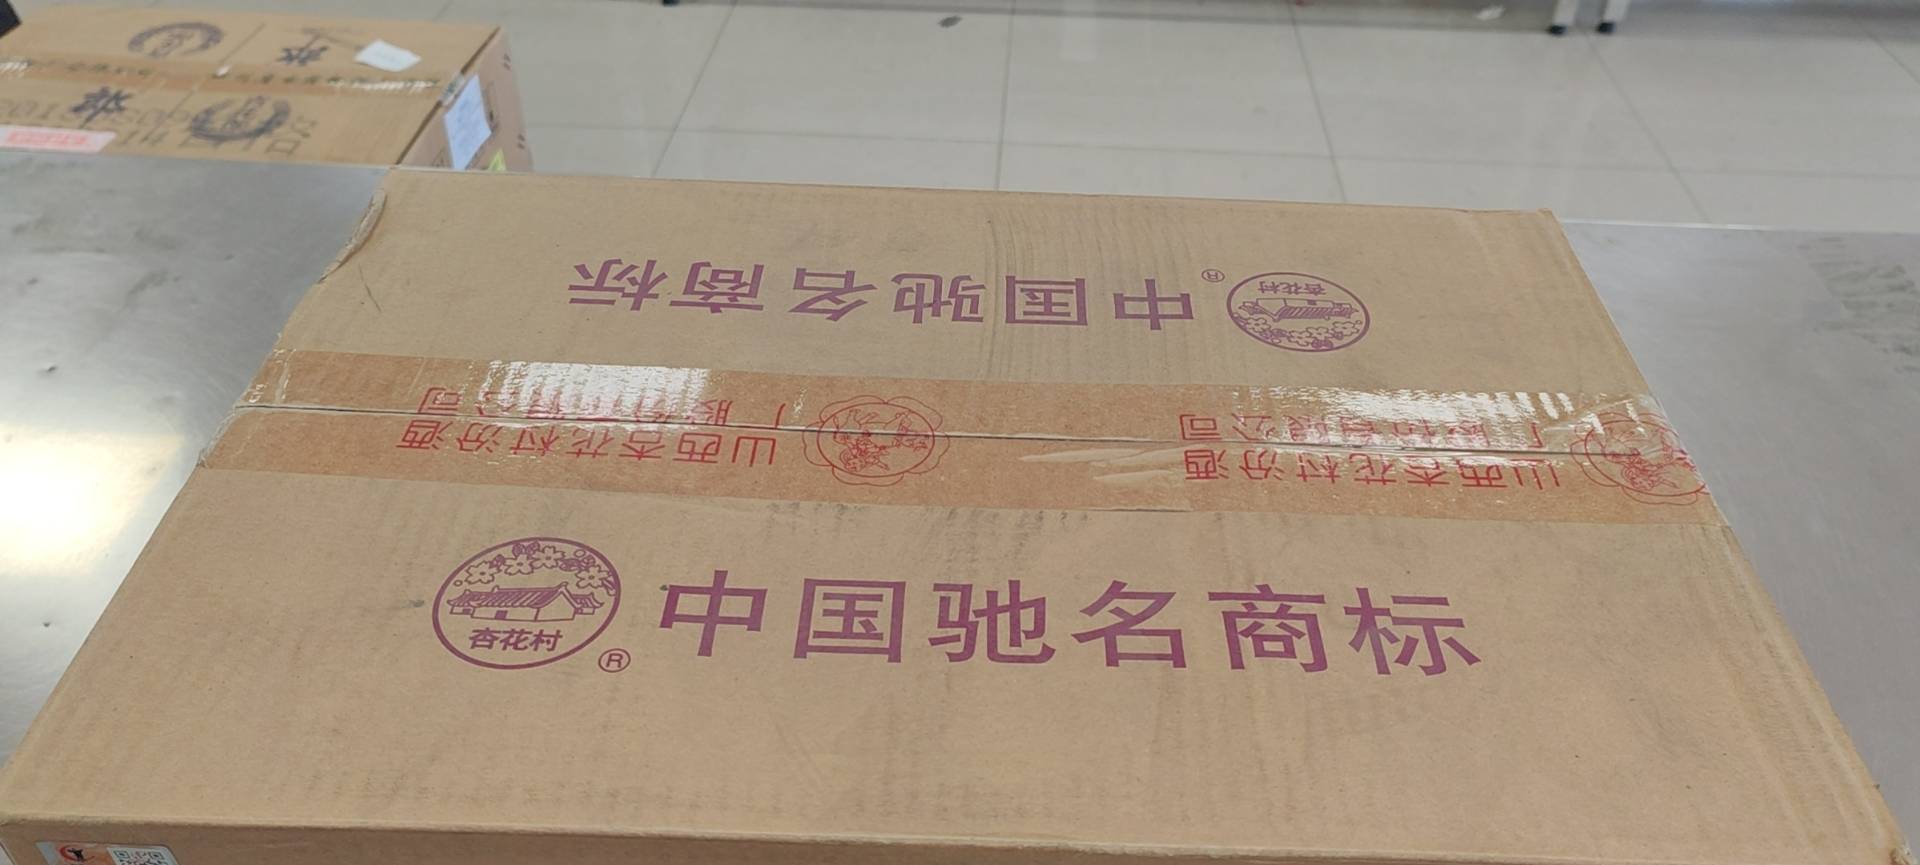 杏花村
®
中国驰名商标
山西杏花村汾酒
厂股份有限公司
山西杏花村汾酒
厂股份有限公司
杏花村
®
中国驰名商标